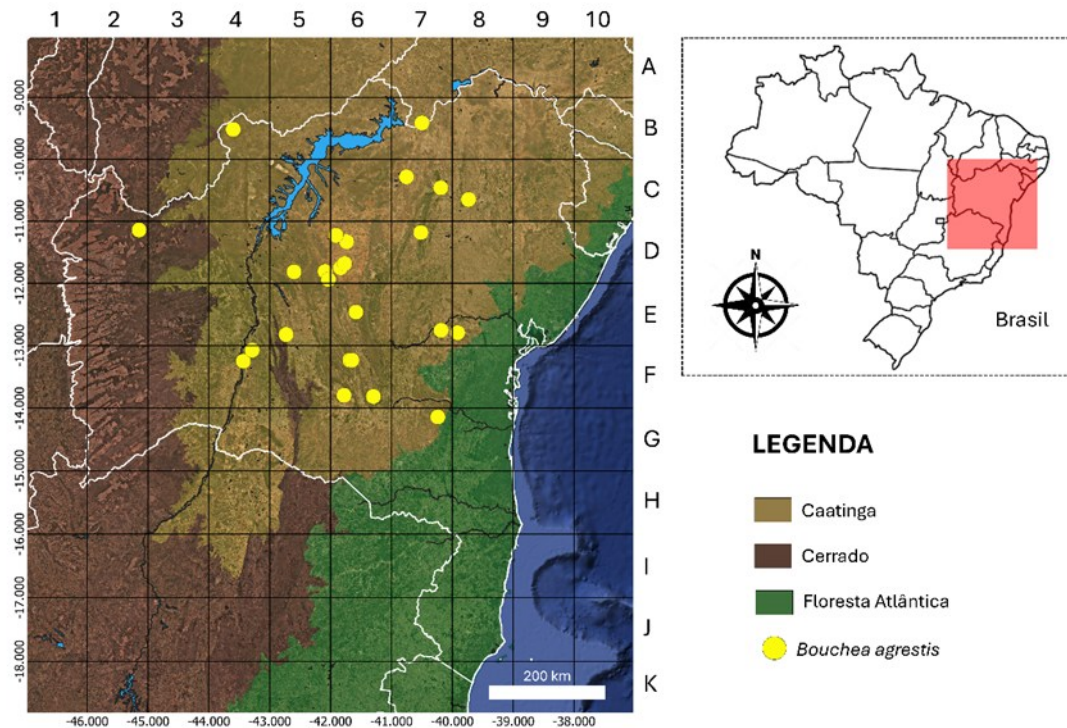 1 2 3 4 5 6 7 8 9 10
A
B
C
D
E
F
G
H
I
J
K
-9.000
-10.000
-11.000
-12.000
-13.000
-14.000
-15.000
-16.000
-17.000
-18.000
200 km
-46.000 -45.000 -44.000 -43.000 -42.000 -41.000 -40.000 -39.000 -38.000
N
Brasil
LEGENDA
Caatinga
Cerrado
Floresta Atlântica
Bouchea agrestis